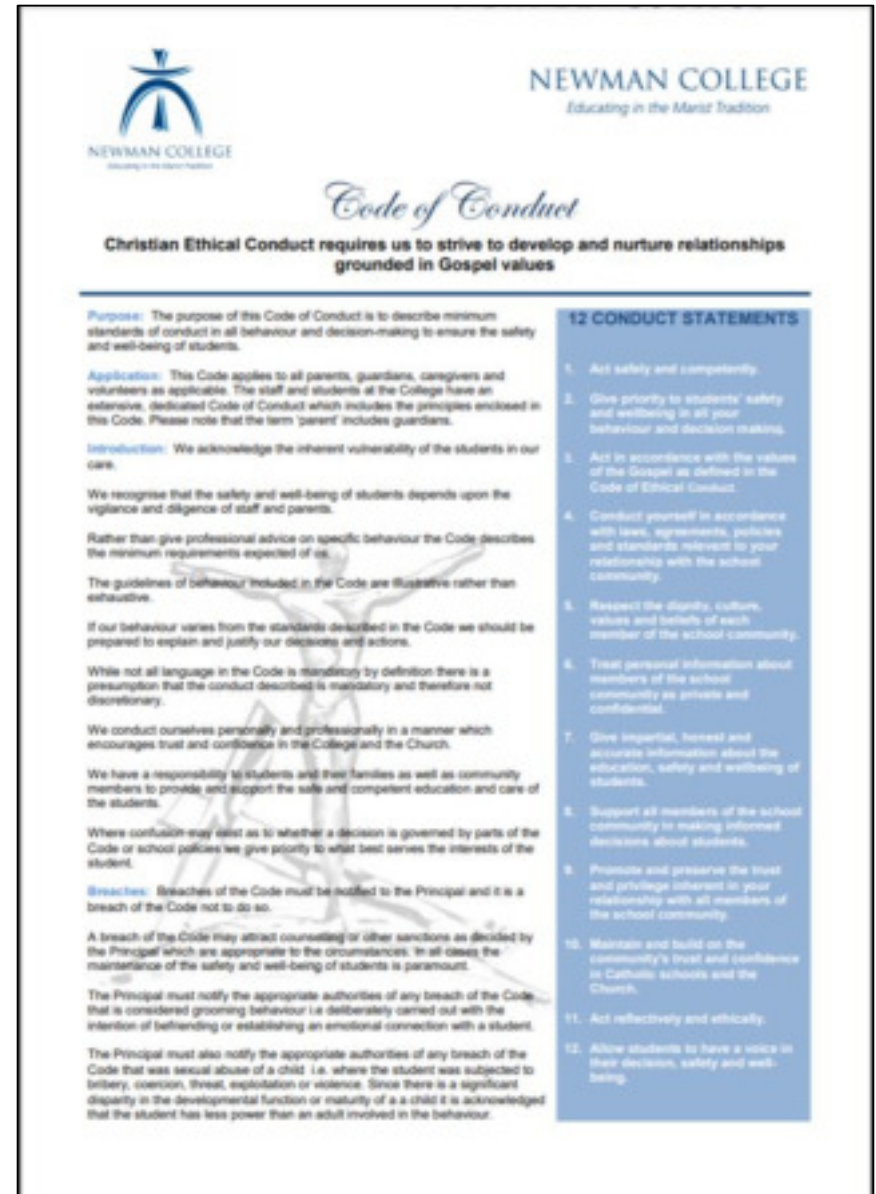 NEWMAN COLLEGE
Educating in the Marist Tradition
NEWMAN COLLEGE
Educating in the Marist Tradition
Code of Conduct
Christian Ethical Conduct requires us to strive to develop and nurture relationships
grounded in Gospel values
Purpose: The purpose of this Code of Conduct is to describe minimum
standards of conduct in all behaviour and decision-making to ensure the safety
and well-being of students.
Application: This Code applies to all parents, guardians, caregivers and
volunteers as applicable. The staff and students at the College have an
extensive, dedicated Code of Conduct which includes the principles enclosed in
this Code. Please note that the term 'parent' includes guardians.
Introduction: We acknowledge the inherent vulnerability of the students in our
care.
We recognise that the safety and well-being of students depends upon the
vigilance and diligence of staff and parents.
Rather than give professional advice on specific behaviour the Code describes
the minimum requirements expected of us.
The guidelines of behaviour included in the Code are illustrative rather than
exhaustive.
If our behaviour varies from the standards described in the Code we should be
prepared to explain and justify our decisions and actions.
While not all language in the Code is mandatory by definition there is a
presumption that the conduct described is mandatory and therefore not
discretionary.
We conduct ourselves personally and professionally in a manner which
encourages trust and confidence in the College and the Church.
We have a responsibility to students and their families as well as community
members to provide and support the safe and competent education and care of
the students.
Where confusion may exist as to whether a decision is governed by parts of the
Code or school policies we give priority to what best serves the interests of the
student.
Breaches: Breaches of the Code must be notified to the Principal and it is a
breach of the Code not to do so.
A breach of the Code may attract counselling or other sanctions as decided by
the Principal which are appropriate to the circumstances. In all cases the
maintenance of the safety and well-being of students is paramount.
The Principal must notify the appropriate authorities of any breach of the Code
that is considered grooming behaviour i.e deliberately carried out with the
intention of befriending or establishing an emotional connection with a student.
The Principal must also notify the appropriate authorities of any breach of the
Code that was sexual abuse of a child i.e. where the student was subjected to
bribery, coercion, threat, exploitation or violence. Since there is a significant
disparity in the developmental function or maturity of a a child it is acknowledged
that the student has less power than an adult involved in the behaviour.
12 CONDUCT STATEMENTS
1. Act safely and competently.
2. Give priority to students' safety
and wellbeing in all your
behaviour and decision making.
3. Act in accordance with the values
of the Gospel as defined in the
Code of Ethical Conduct.
4. Conduct yourself in accordance
with laws, agreements, policies
and standards relevant to your
relationship with the school
community.
5. Respect the dignity, culture,
values and beliefs of each
member of the school community.
6. Treat personal information about
members of the school
community as private and
confidential.
7. Give impartial, honest and
accurate information about the
education, safety and wellbeing of
students.
8. Support all members of the school
community in making informed
decisions about students.
9. Promote and preserve the trust
and privilege inherent in your
relationship with all members of
the school community.
10. Maintain and build on the
community's trust and confidence
in Catholic schools and the
Church.
11. Act reflectively and ethically.
12. Allow students to have a voice in
their decision, safety and well-
being.